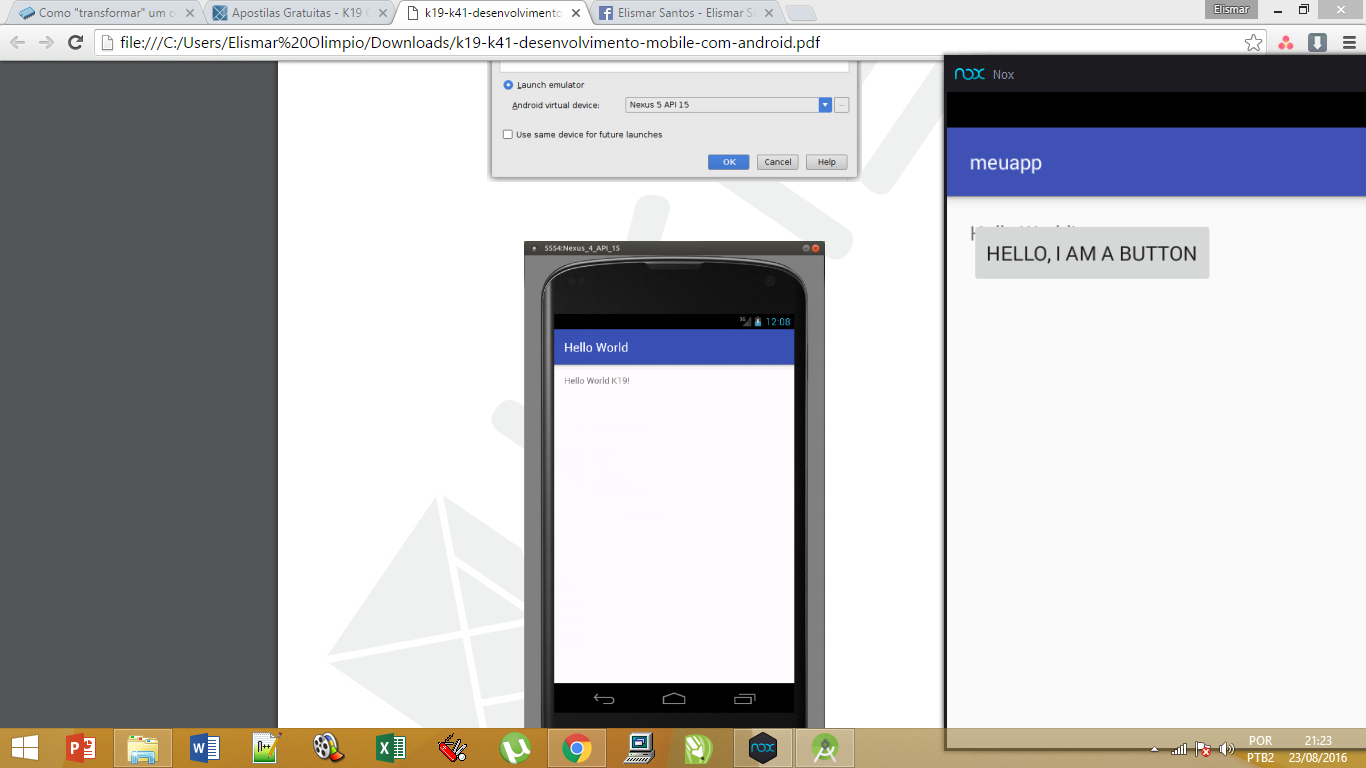 Como "transformar" um c
Apostilas Gratuitas - K19 C
k19-k41-desenvolvimento
Elismar Santos - Elismar S
Elismar
file:///C:/Users/Elismar%20Olimpio/Downloads/k19-k41-desenvolvimento-mobile-com-android.pdf
Launch emulator
Android virtual device:
Nexus 5 API 15
...
Use same device for future launches
OK
Cancel
Help
5554:Nexus_4_API_15
3G
12:08
Hello World
Hello World K19!
nox
Nox
meuapp
HELLO, I AM A BUTTON
nox
POR
PTB2
21:23
23/08/2016